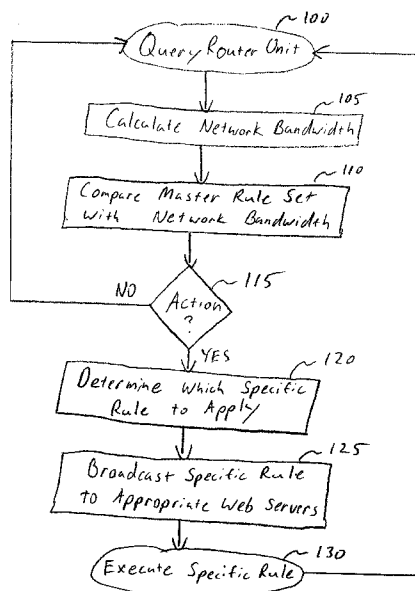 100
Query Router Unit
105
Calculate Network Bandwidth
110
Compare Master Rule Set
with Network Bandwidth
115
NO
Action
?
YES
120
Determine Which Specific
Rule to Apply
125
Broadcast Specific Rule
to Appropriate Web Servers
130
Execute Specific Rule